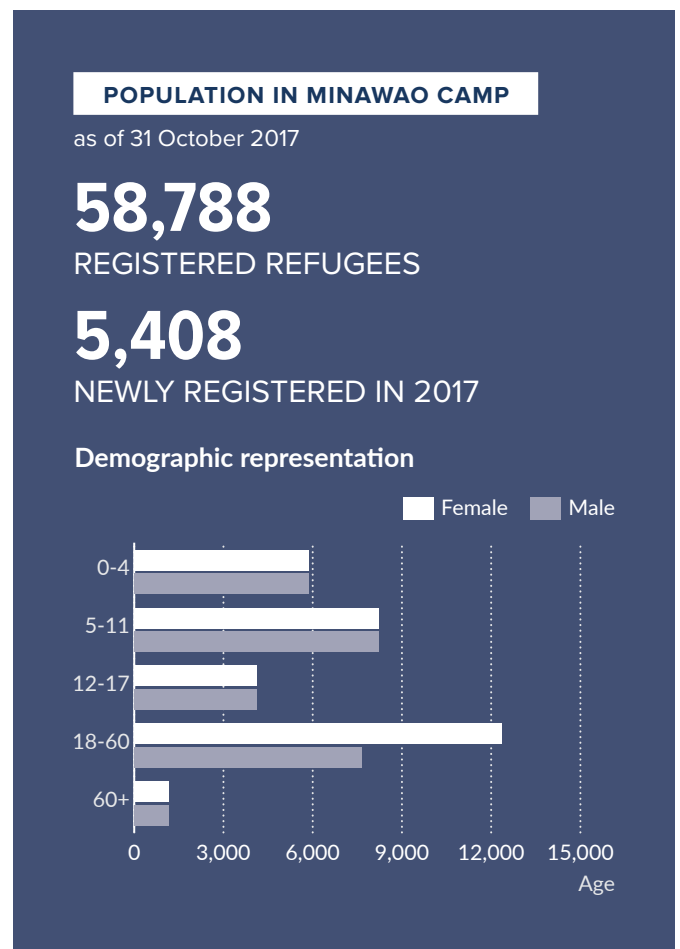 POPULATION IN MINAWAO CAMP
as of 31 October 2017
58,788
REGISTERED REFUGEES
5,408
NEWLY REGISTERED IN 2017
Demographic representation
Female Male
0-4
5-11
12-17
18-60
60+
0 3,000 6,000 9,000 12,000 15,000
Age